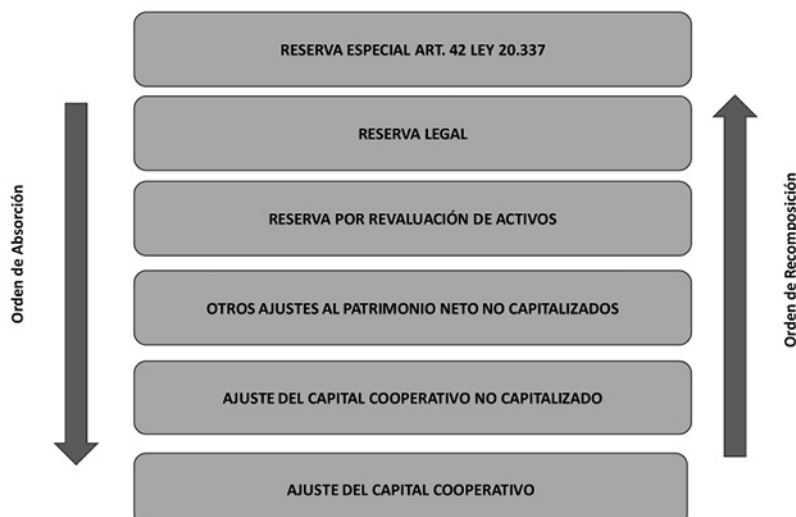 RESERVA ESPECIAL ART. 42 LEY 20.337
RESERVA LEGAL
RESERVA POR REVALUACIÓN DE ACTIVOS
OTROS AJUSTES AL PATRIMONIO NETO NO CAPITALIZADOS
AJUSTE DEL CAPITAL COOPERATIVO NO CAPITALIZADO
AJUSTE DEL CAPITAL COOPERATIVO
Orden de Absorción
Orden de Recomposición